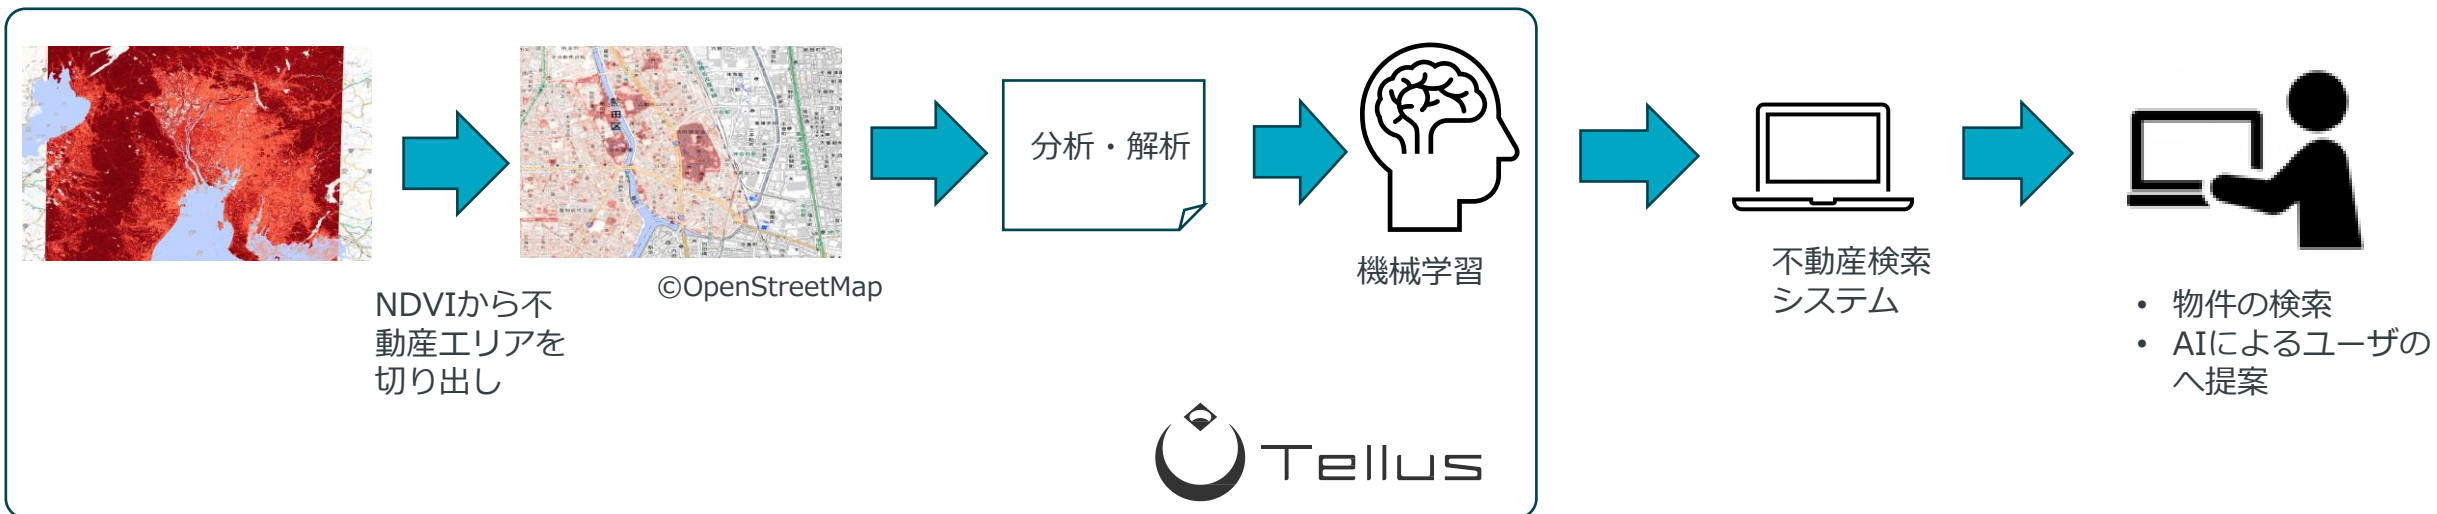 分析・解析
©OpenStreetMap
NDVIから不
動産エリアを
切り出し
機械学習
不動産検索
システム
• 物件の検索
• AIによるユーザの
へ提案
Tellus